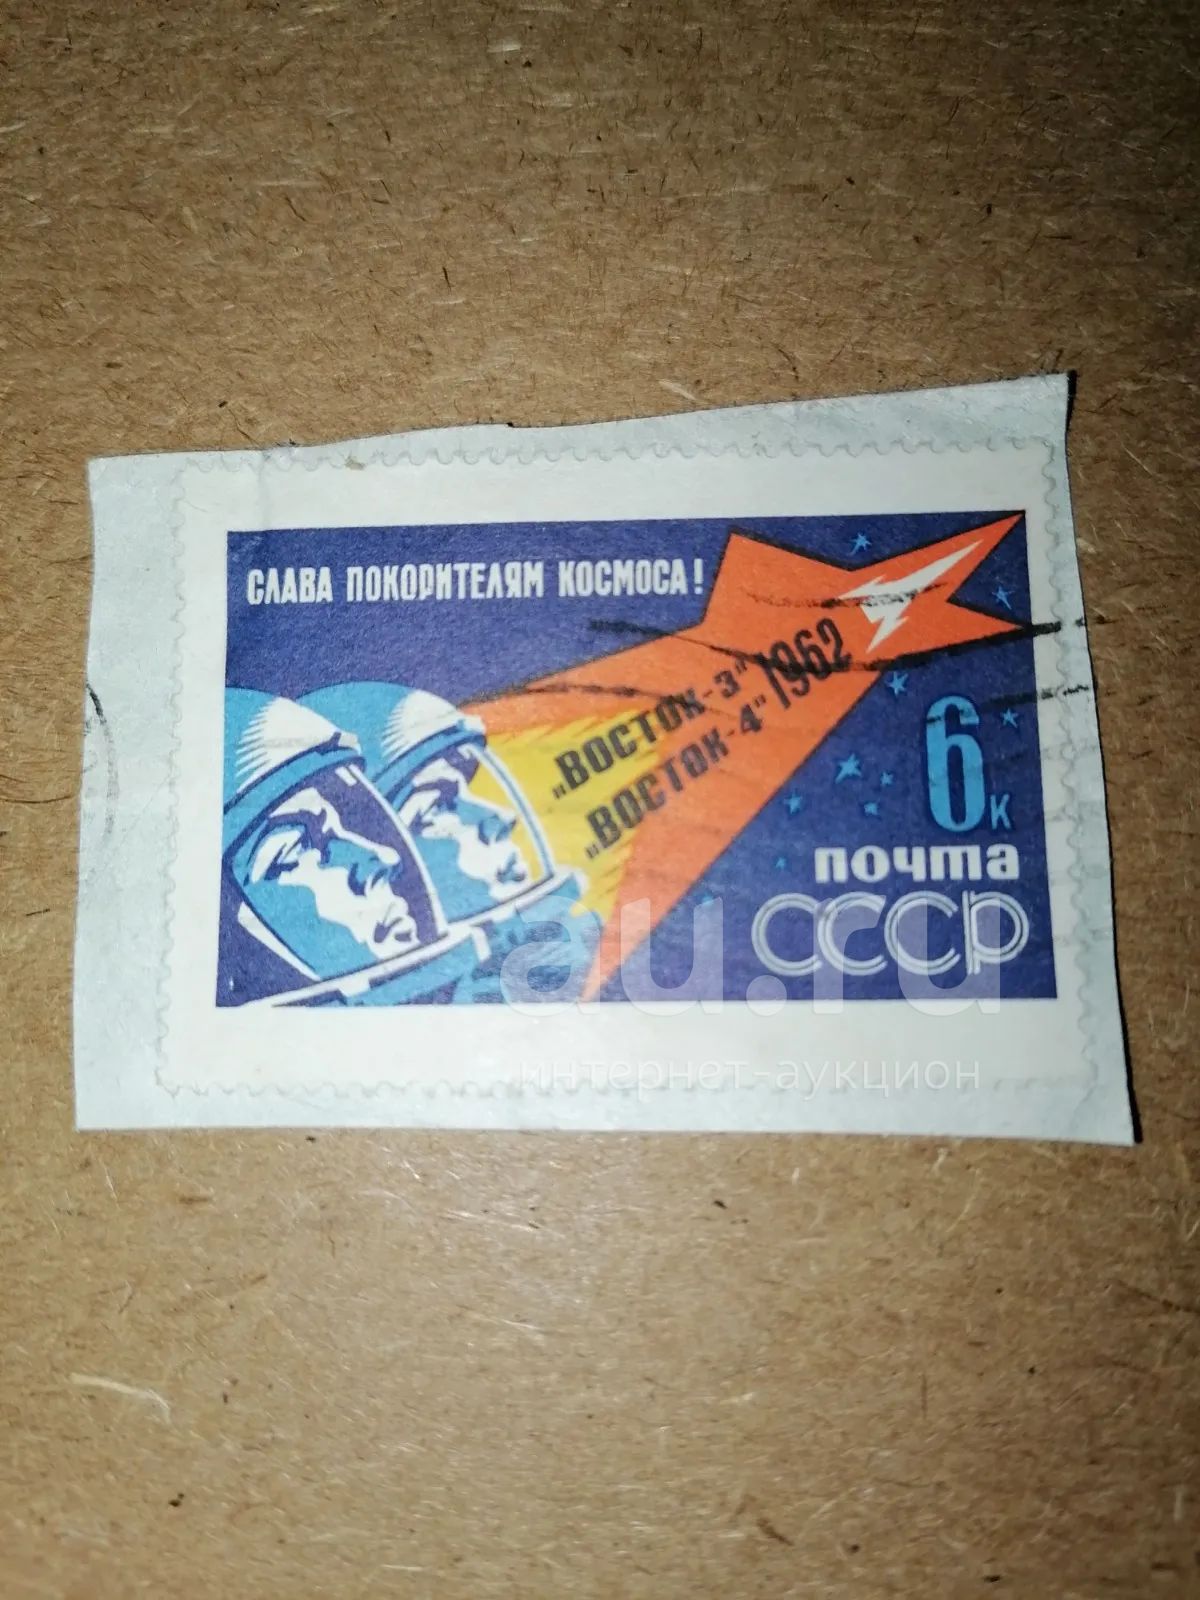 СЛАВА ПОКОРИТЕЛЯМ КОСМОСА!
„ВОСТОК-3" 1962
„ВОСТОК-4"
6к
почта
СССР
au.ru
интернет-аукцион